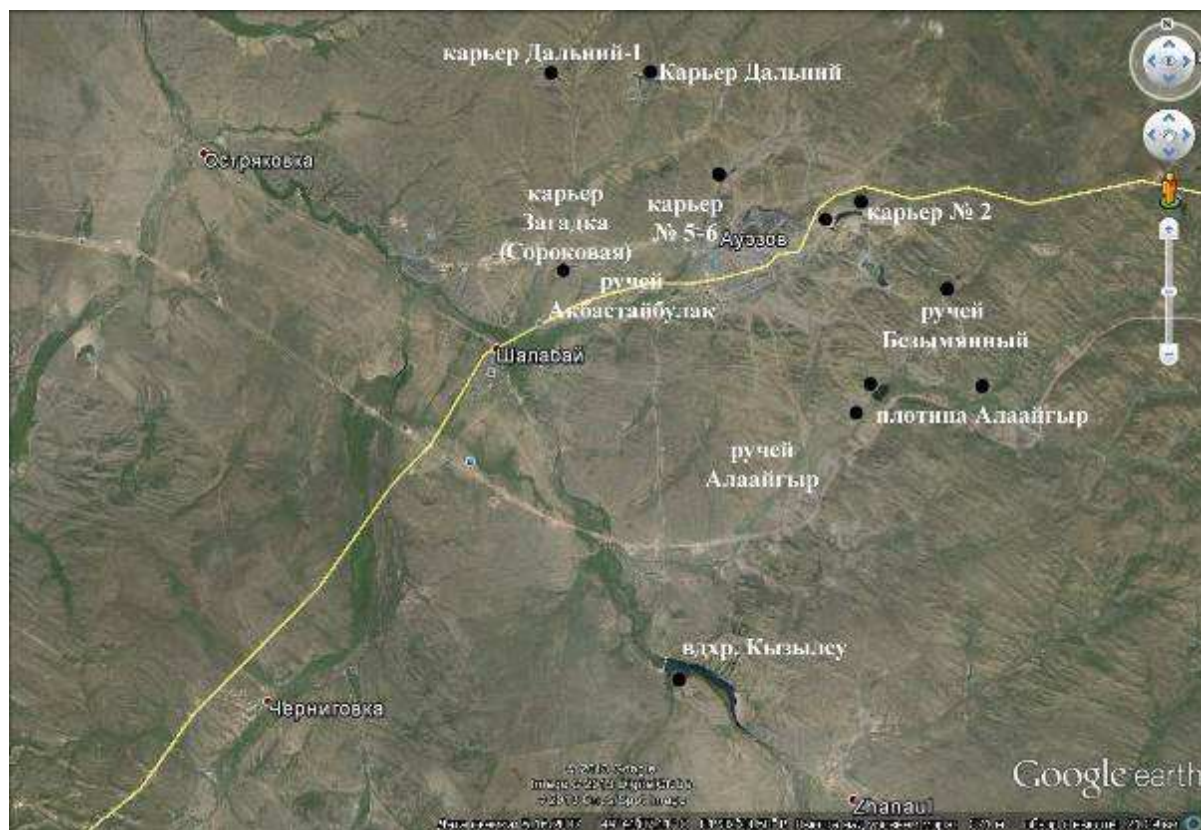 N
карьер Дальний-1
Карьер Дальний
Остряковка
карьер
Загадка
(Сороковая)
карьер
№ 5-6
Ауэзов
карьер № 2
ручей
Акбастайбулак
ручей
Безымянный
Шалабай
плотина Алаайгыр
ручей
Алаайгыр
вдхр. Кызылсу
Черниговка
Zhanaul
Google earth